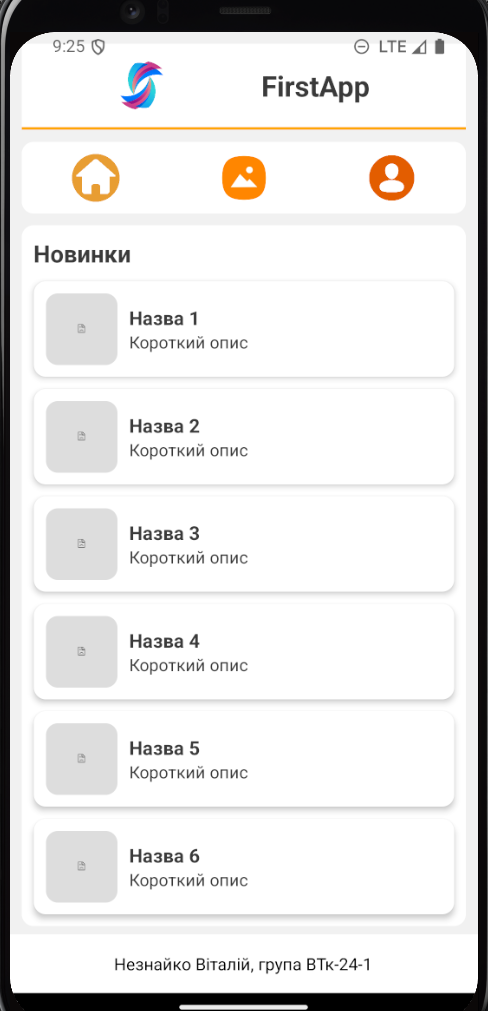 9:25 LTE
FirstApp
Новинки
Назва 1
Короткий опис
Назва 2
Короткий опис
Назва 3
Короткий опис
Назва 4
Короткий опис
Назва 5
Короткий опис
Назва 6
Короткий опис
Незнайко Віталій, група ВТк-24-1